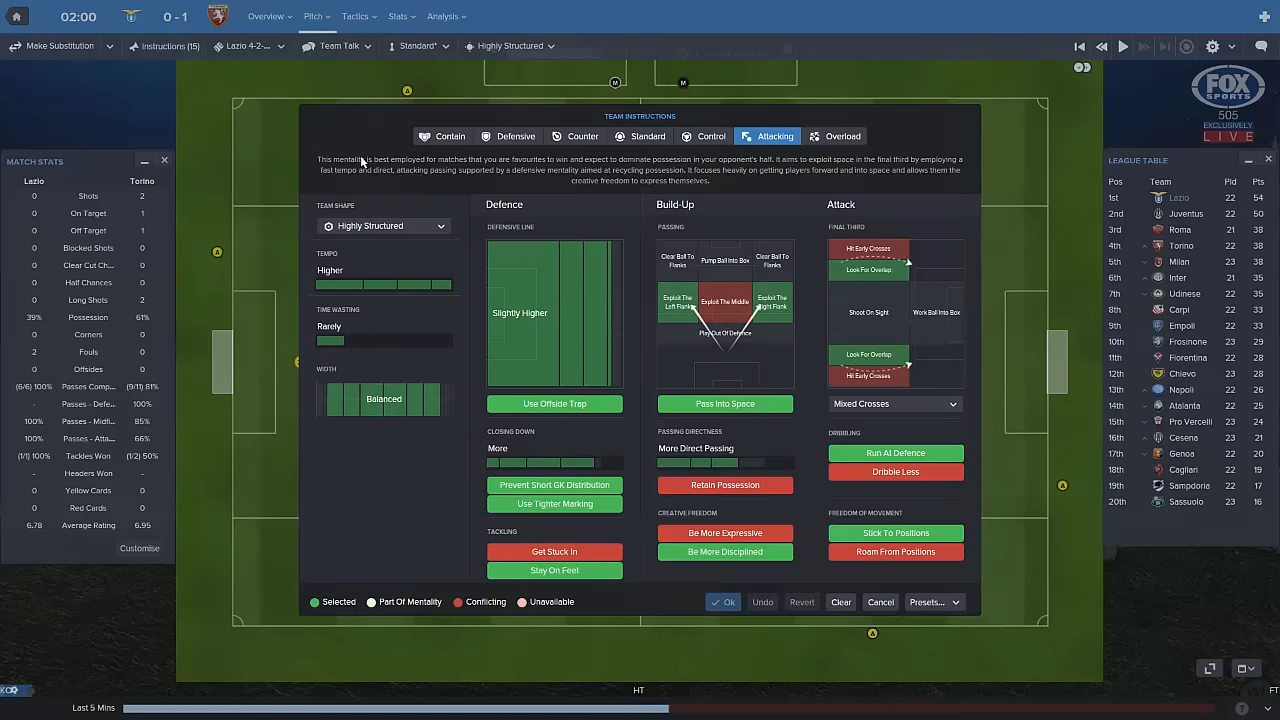 02:00
0 - 1
Overview
Pitch
Tactics
Stats
Analysis
Make Substitution
Instructions (15)
Lazio 4-2-...
Team Talk
Standard*
Highly Structured
FOX
SPORTS
505
EXCLUSIVELY
LIVE
M
M
A
A
A
A
MATCH STATS
Lazio Torino
0 Shots 2
0 On Target 1
0 Off Target 1
0 Blocked Shots 0
0 Clear Cut Ch... 0
0 Half Chances 0
0 Long Shots 2
39% Possession 61%
0 Corners 0
2 Fouls 0
0 Offsides 0
(6/6) 100% Passes Comp... (9/11) 81%
- Passes - Defe... 100%
100% Passes - Midfi... 85%
100% Passes - Atta... 66%
(1/1) 100% Tackles Won (1/2) 50%
- Headers Won -
0 Yellow Cards 0
0 Red Cards 0
6.78 Average Rating 6.95
Customise
TEAM INSTRUCTIONS
Contain
Defensive
Counter
Standard
Control
Attacking
Overload
This mentality is best employed for matches that you are favourites to win and expect to dominate possession in your opponent's half. It aims to exploit space in the final third by employing a
fast tempo and direct, attacking passing supported by a defensive mentality aimed at recycling possession. It focuses heavily on getting players forward and into space and allows them the
creative freedom to express themselves.
TEAM SHAPE
Highly Structured
TEMPO
Higher
TIME WASTING
Rarely
WIDTH
Balanced
Defence
DEFENSIVE LINE
Slightly Higher
Use Offside Trap
CLOSING DOWN
More
Prevent Short GK Distribution
Use Tighter Marking
TACKLING
Get Stuck In
Stay On Feet
Build-Up
PASSING
Clear Ball To
Flanks
Pump Ball Into Box
Clear Ball To
Flanks
Exploit The
Left Flank
Exploit The Middle
Exploit The
Right Flank
Play Out Of Defence
Pass Into Space
PASSING DIRECTNESS
More Direct Passing
Retain Possession
CREATIVE FREEDOM
Be More Expressive
Be More Disciplined
Attack
FINAL THIRD
Hit Early Crosses
Look For Overlap
Shoot On Sight
Work Ball Into Box
Look For Overlap
Hit Early Crosses
Mixed Crosses
DRIBBLING
Run At Defence
Dribble Less
FREEDOM OF MOVEMENT
Stick To Positions
Roam From Positions
Selected
Part Of Mentality
Conflicting
Unavailable
Ok
Undo
Revert
Clear
Cancel
Presets...
LEAGUE TABLE
Pos Team Pld Pts
1st Lazio 22 54
2nd Juventus 22 50
3rd Roma 21 38
4th Torino 22 38
5th Milan 23 38
6th Inter 21 35
7th Udinese 22 35
8th Carpi 22 33
9th Empoli 22 33
10th Frosinone 22 33
11th Fiorentina 22 28
12th Chievo 23 28
13th Napoli 22 26
14th Atalanta 22 25
15th Pro Vercelli 23 24
16th Cesena 23 21
17th Genoa 22 20
18th Cagliari 22 19
19th Sampdoria 22 17
20th Sassuolo 23 16
HT
FT
Last 5 Mins